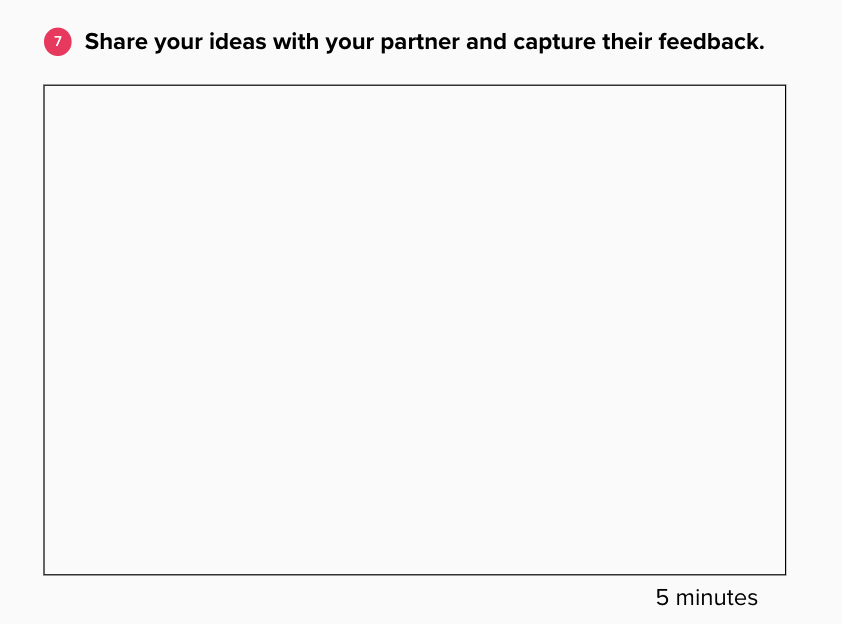 7 Share your ideas with your partner and capture their feedback.
5 minutes